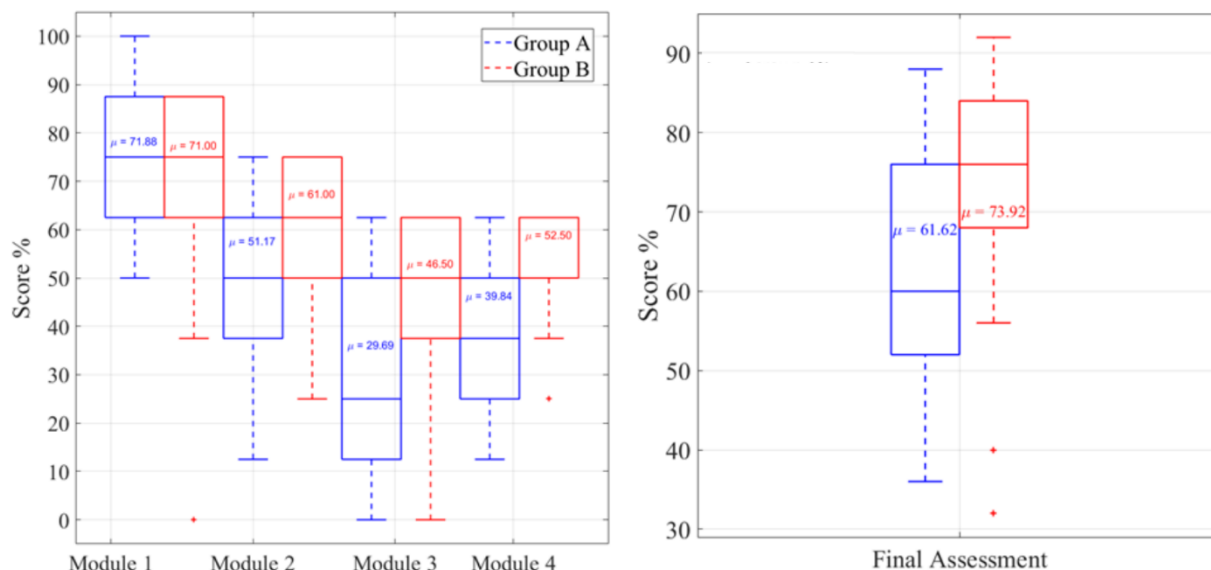 Score %
100
90
80
70
60
50
40
30
20
10
0
Group A
Group B
μ = 71.88
μ = 71.00
μ = 51.17
μ = 61.00
μ = 29.69
μ = 46.50
μ = 39.84
μ = 52.50
Module 1
Module 2
Module 3
Module 4
Score %
90
80
70
60
50
40
30
μ = 61.62
μ = 73.92
Final Assessment